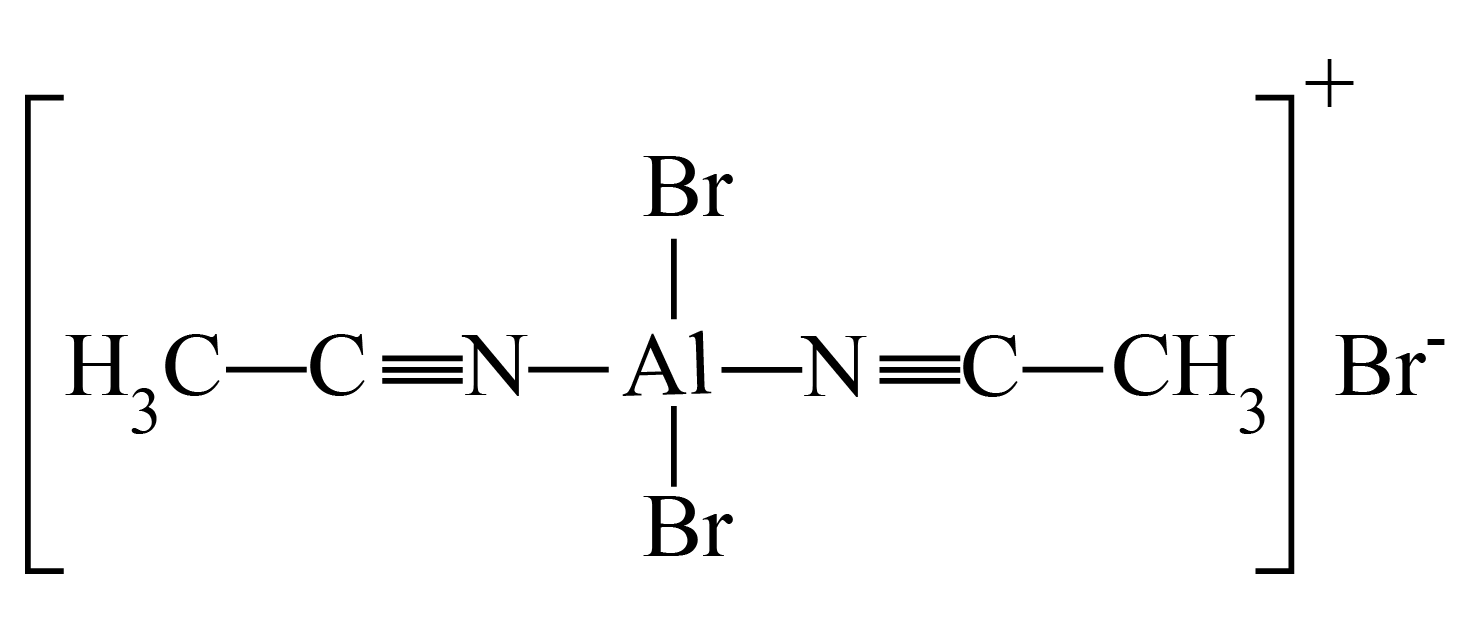 [ Br ]+
H3C—C≡N—Al—N≡C—CH3 Br-
Br